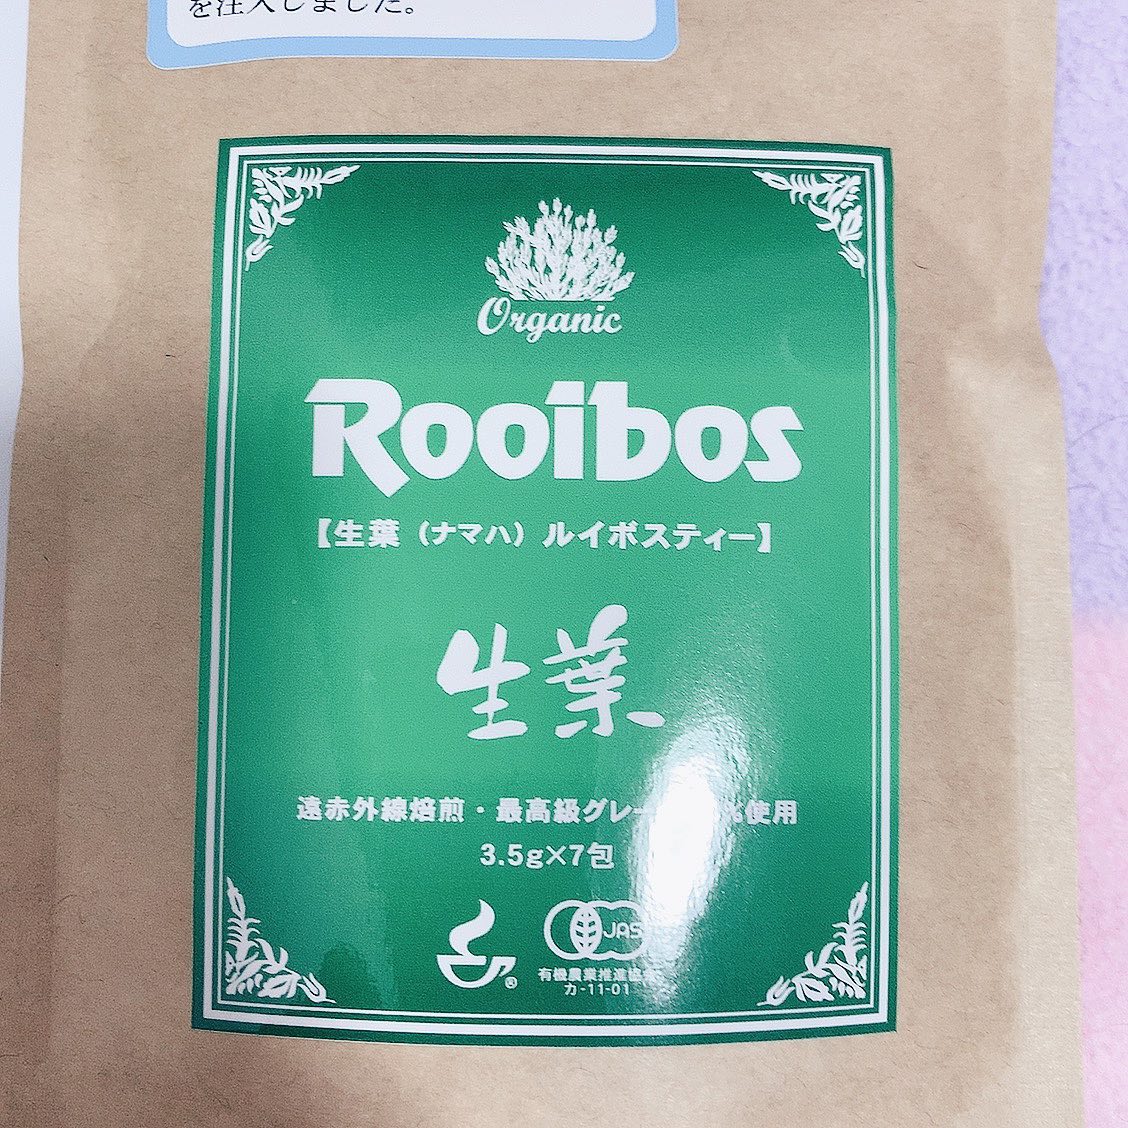 を注入しました。
Organic
Rooibos
【生葉（ナマハ）ルイボスティー】
生葉
遠赤外線焙煎・最高級グレー %使用
3.5g×7包
JAS
有機農業推進協会
カ-11-01